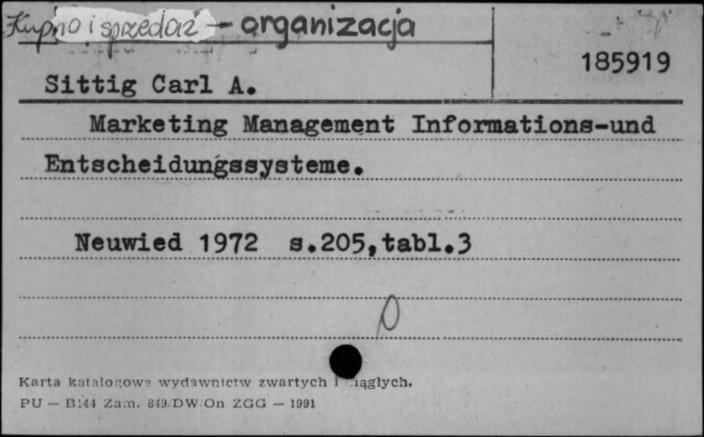 Kupno i sprzedaż - organizacja
185919
Sittig Carl A.
Marketing Management Informations-und
Entscheidungssysteme.
Neuwied 1972 s.205,tabl.3
Karta katalogowa wydawnictw zwartych i ciągłych.
PU — B144 Zam. 849 DW On ZGG — 1991